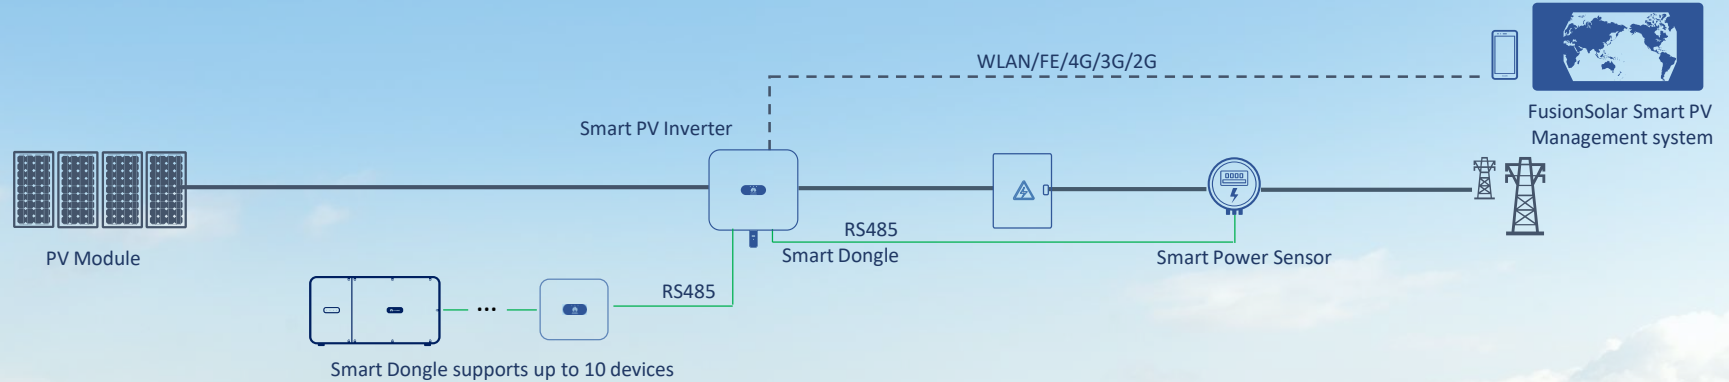 WLAN/FE/4G/3G/2G
FusionSolar Smart PV
Management system
Smart PV Inverter
PV Module
RS485
Smart Dongle
Smart Power Sensor
RS485
...
Smart Dongle supports up to 10 devices